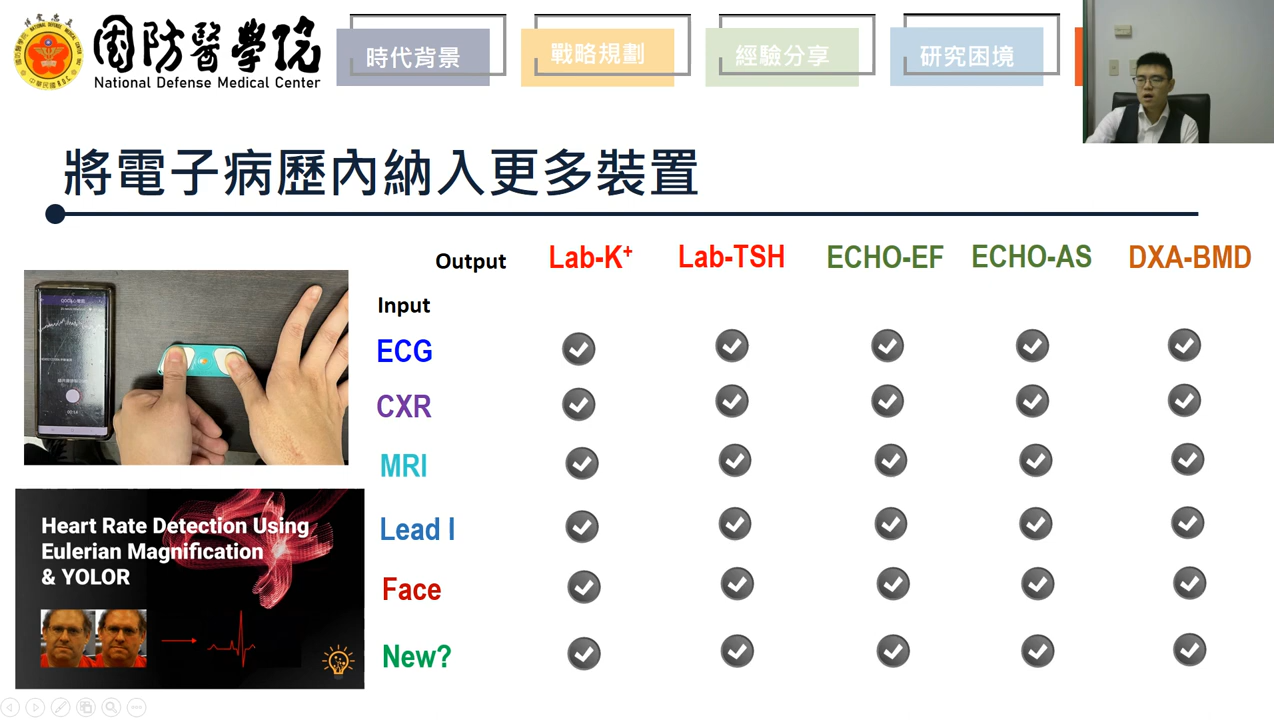 國防醫學院
National Defense Medical Center
時代背景
戰略規劃
經驗分享
研究困境
將電子病歷內納入更多裝置
Output
Lab-K⁺
Lab-TSH
ECHO-EF
ECHO-AS
DXA-BMD
Input
ECG
CXR
MRI
Lead I
Face
New?
Heart Rate Detection Using
Eulerian Magnification
& YOLOR